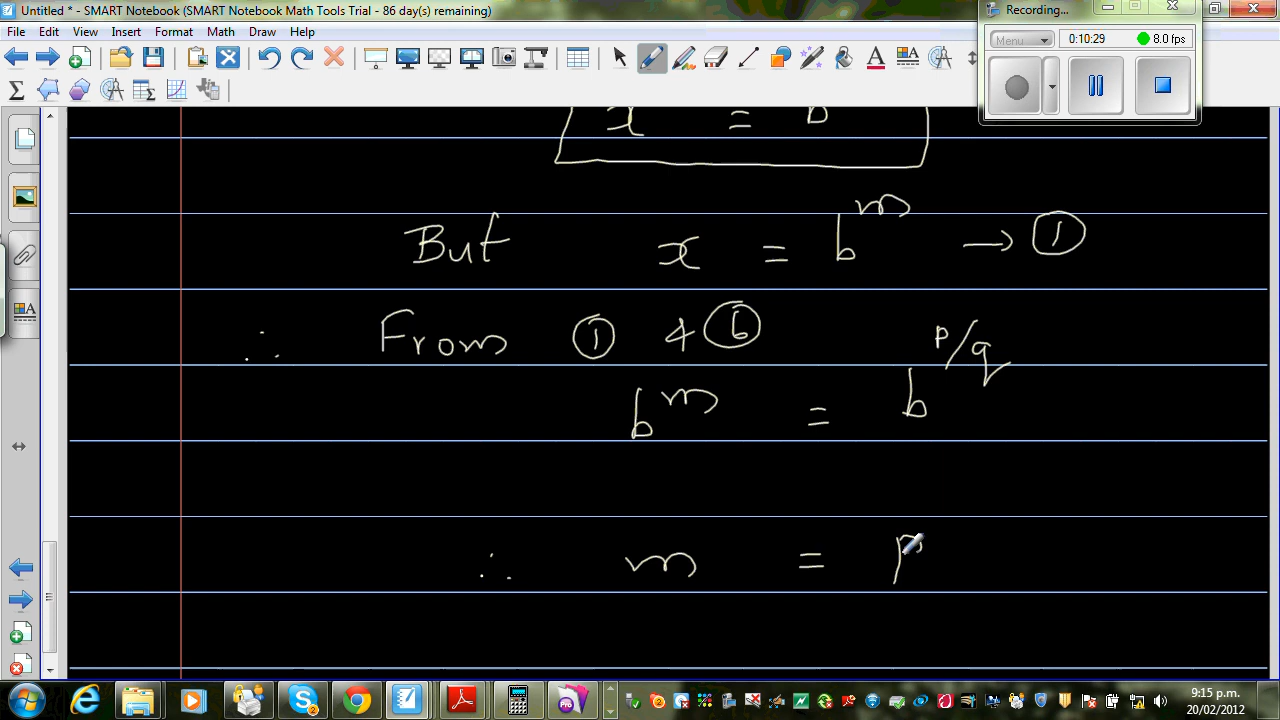 Untitled * - SMART Notebook (SMART Notebook Math Tools Trial - 86 day(s) remaining)
Recording...
File Edit View Insert Format Math Draw Help
Menu
0:10:29
8.0 fps
x = b
But x = b^m → ①
∴ From ① & ⑥
b^m = b^p/q
∴ m = p
9:15 p.m.
20/02/2012